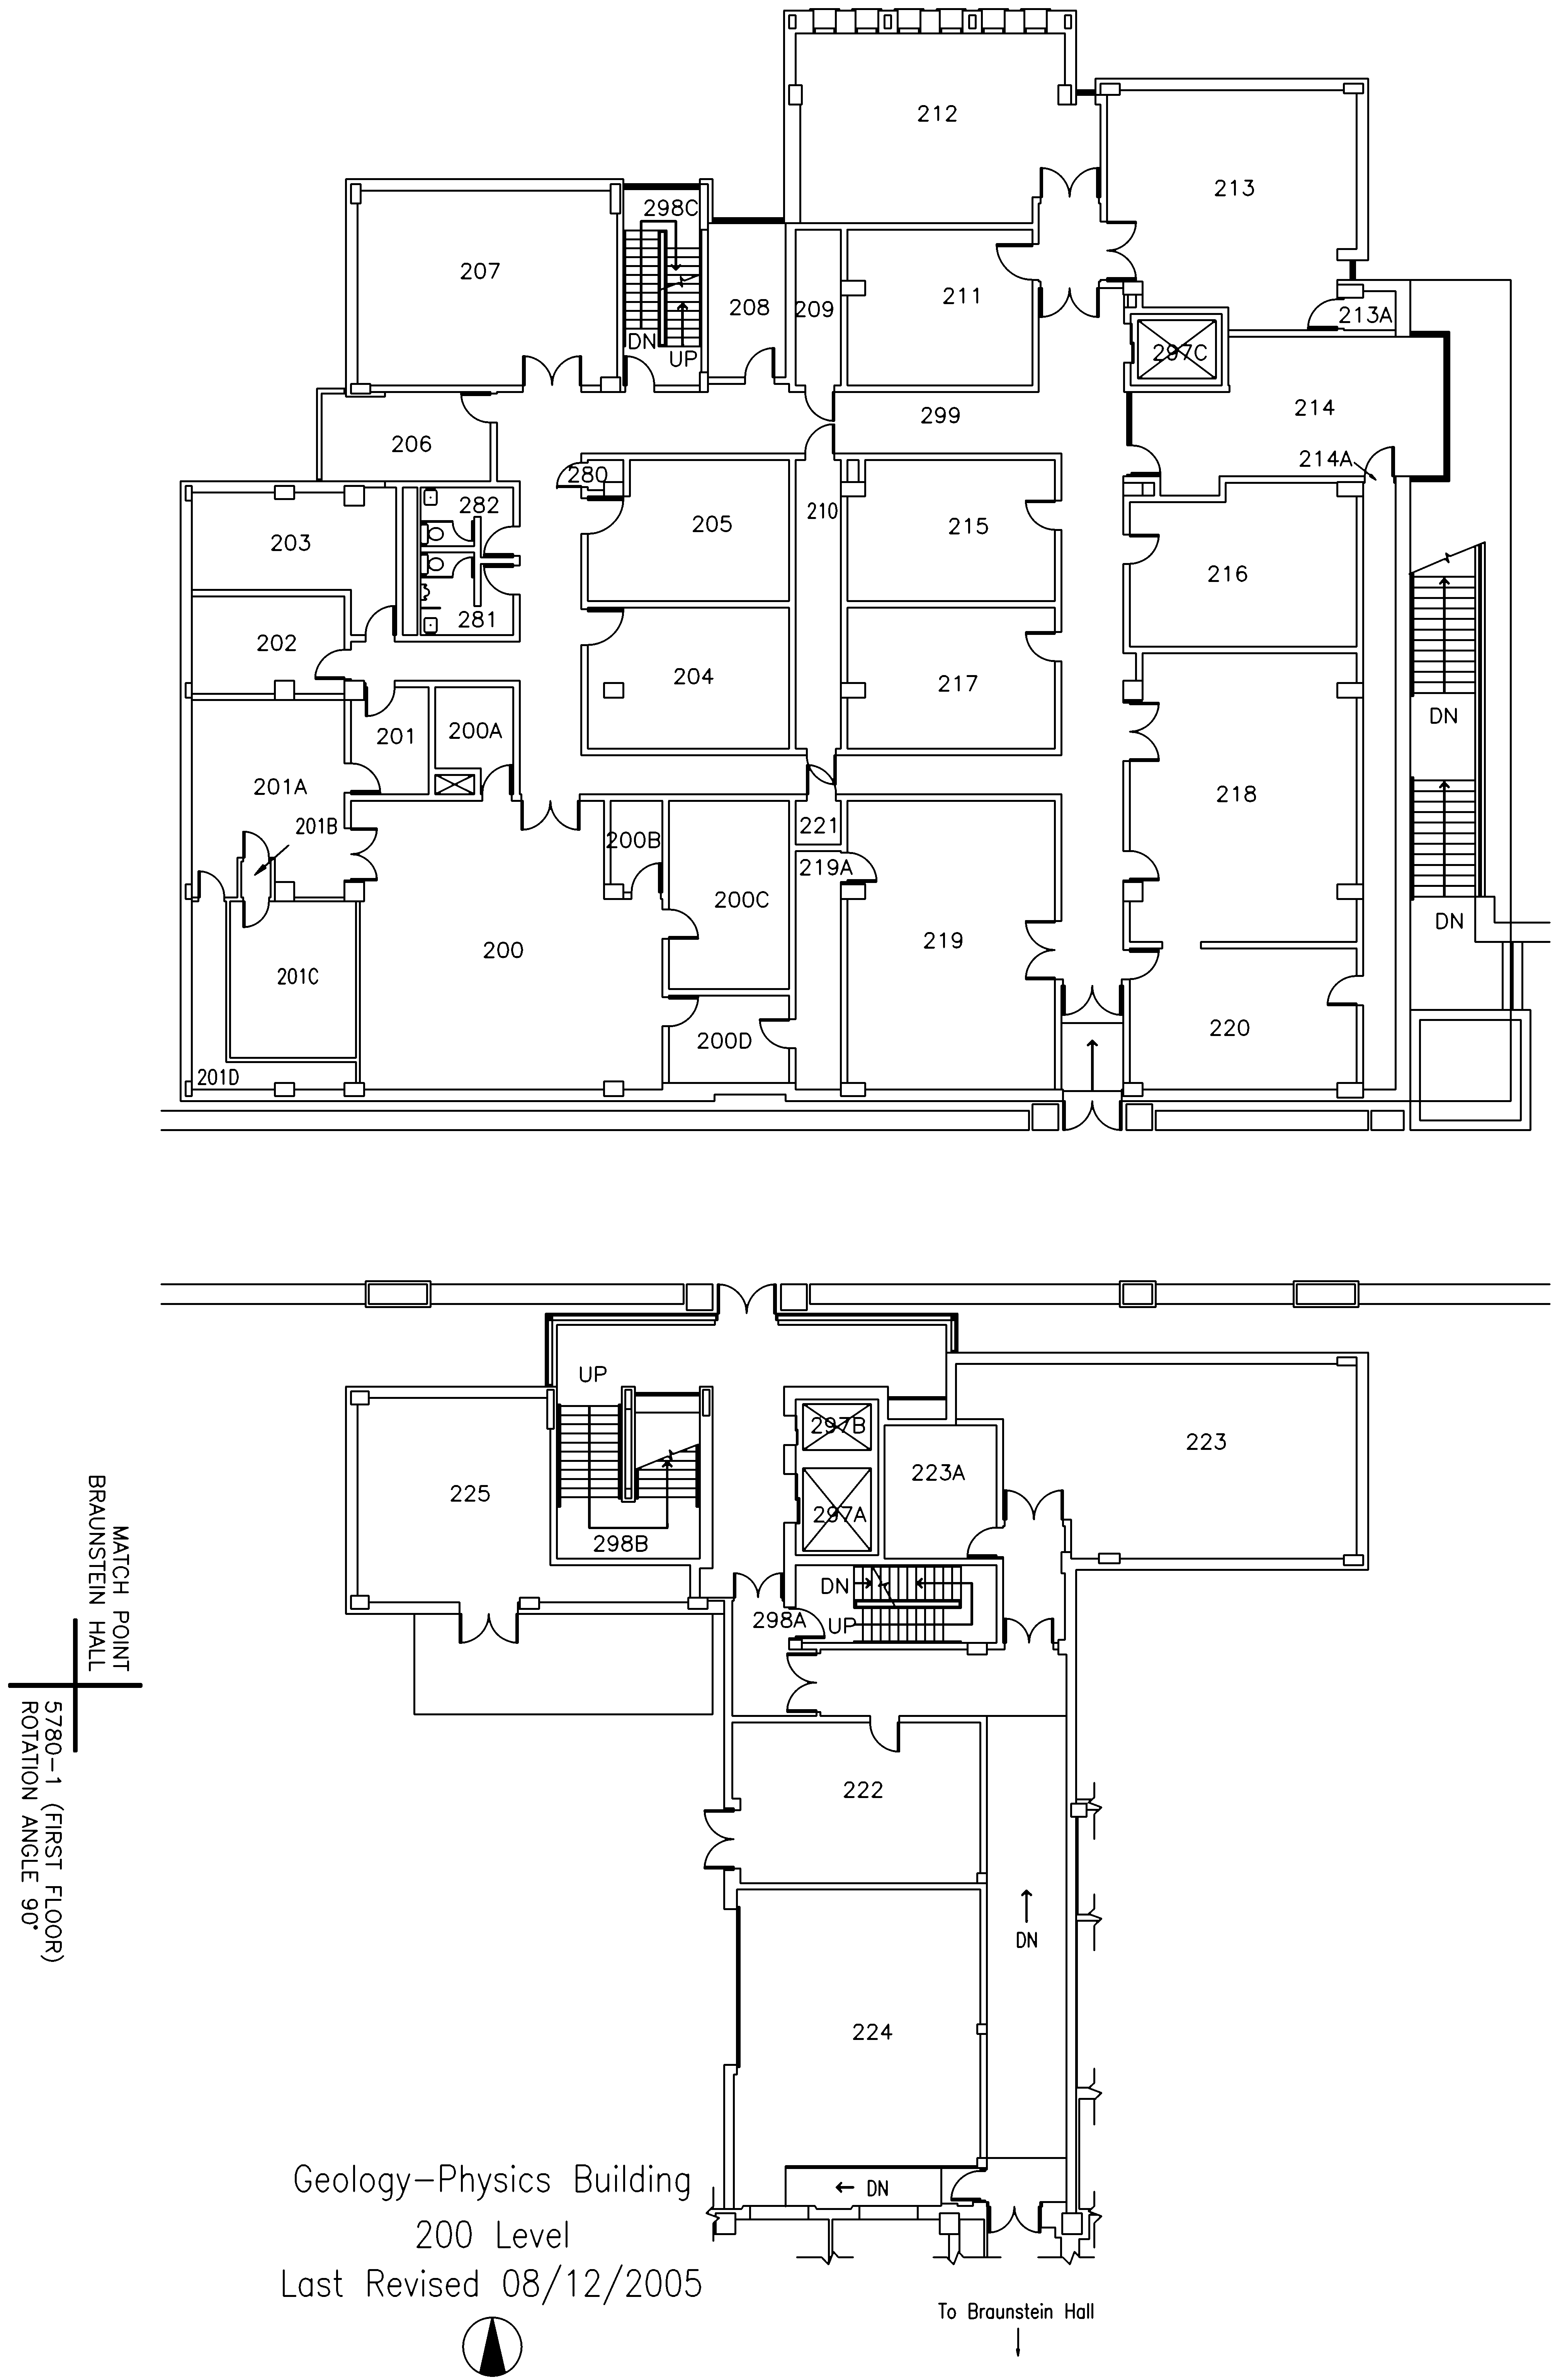 212
213
298C
207
211
208
209
213A
DN
UP
297C
299
214
206
214A
280
282
205
210
215
203
216
281
202
204
217
201
200A
DN
201A
218
201B
200B
221
219A
200C
DN
200
219
201C
220
200D
201D
UP
297B
223
223A
225
297A
298B
DN
298A
UP
MATCH POINT
BRAUNSTEIN HALL
5780-1 (FIRST FLOOR)
ROTATION ANGLE 90°
222
DN
224
DN
Geology-Physics Building
200 Level
Last Revised 08/12/2005
To Braunstein Hall